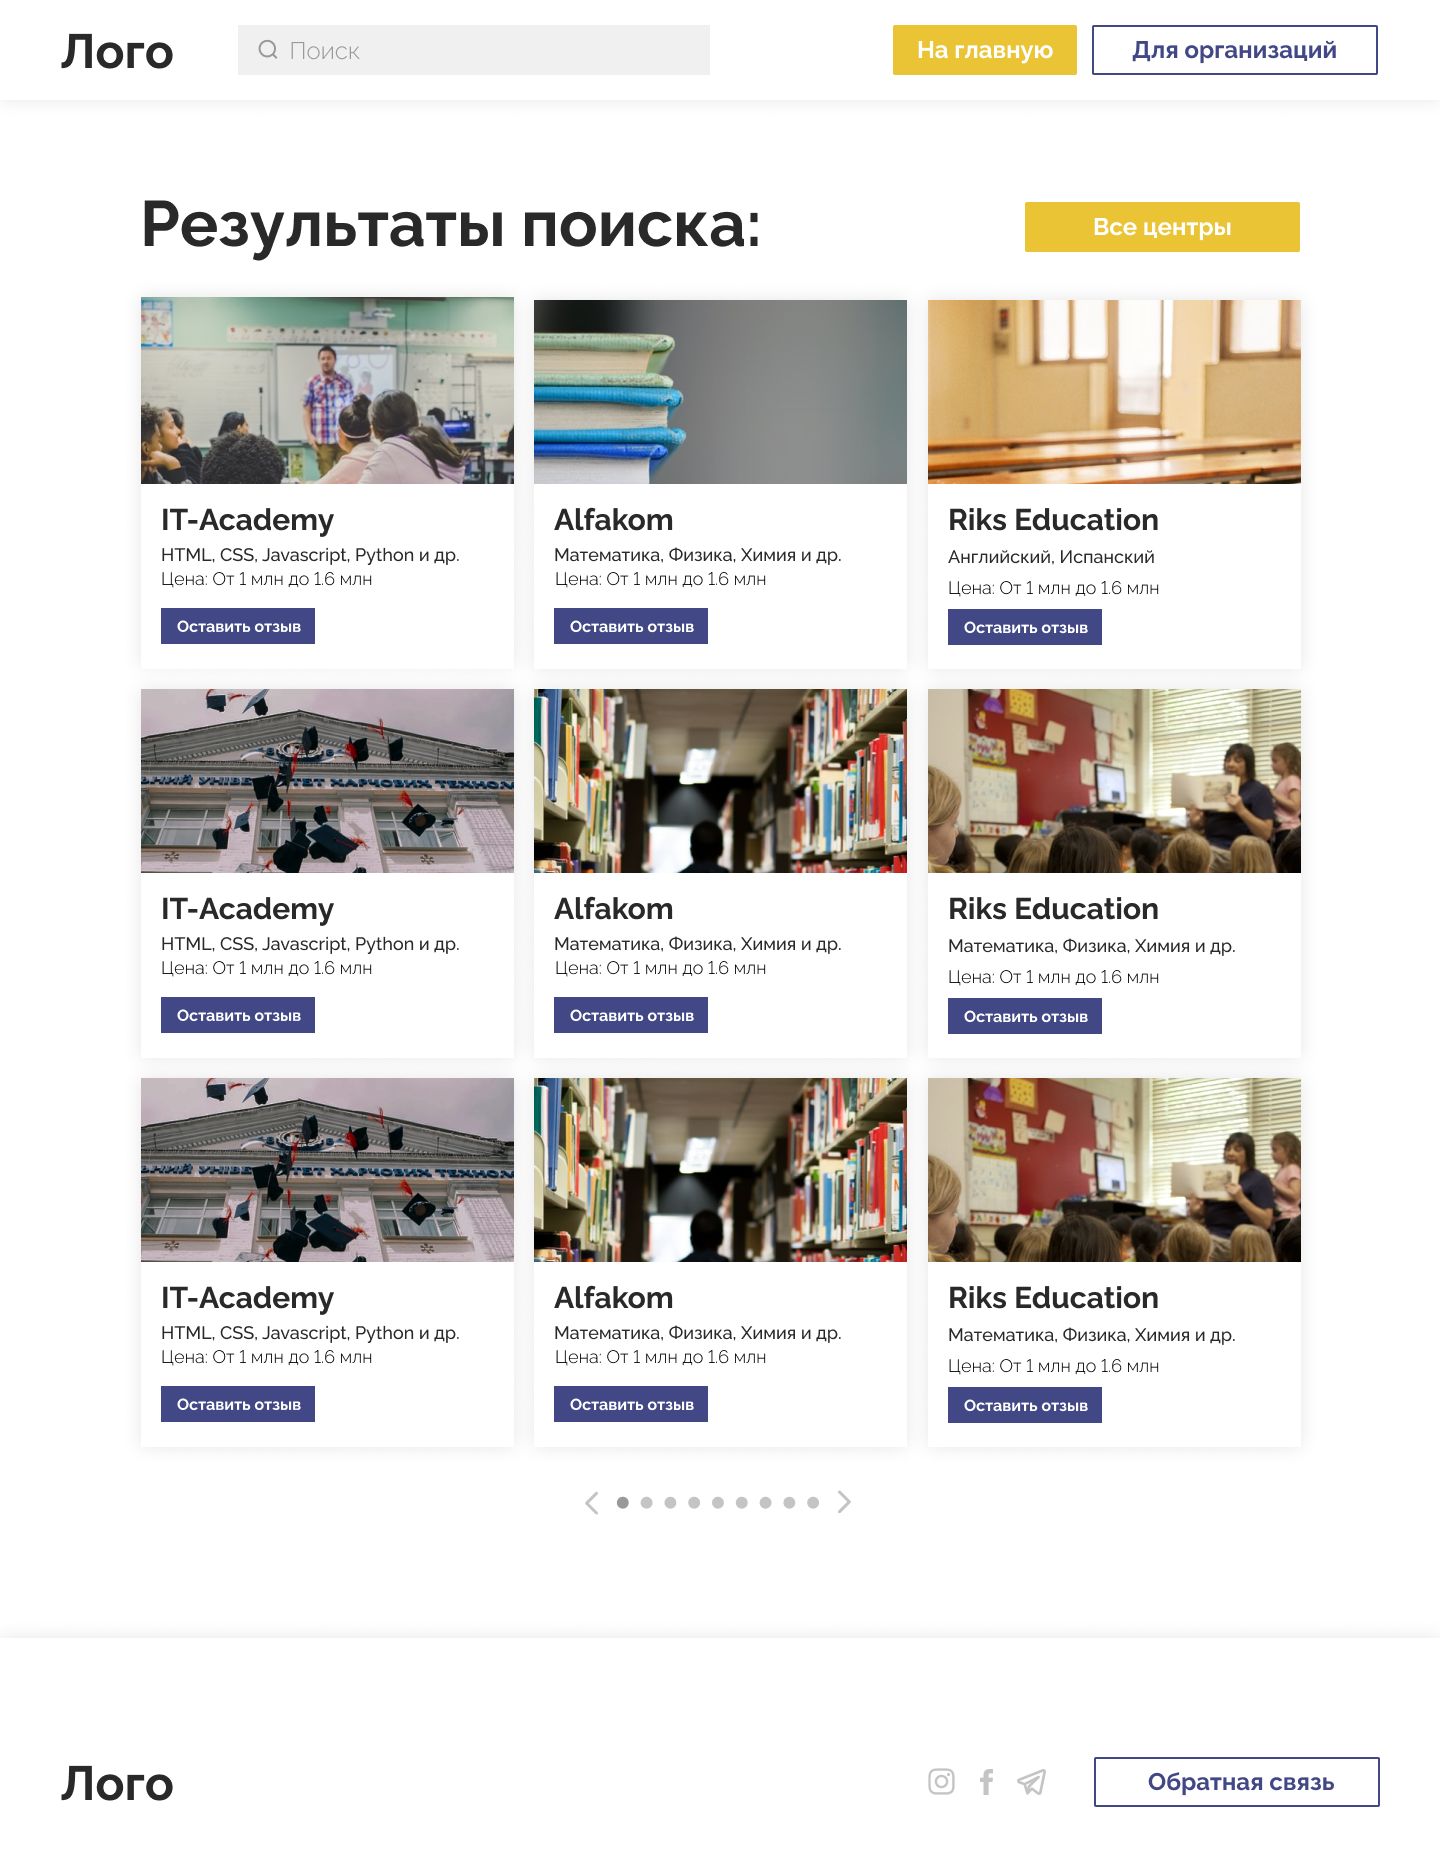 Лого
Поиск
На главную
Для организаций
Результаты поиска:
Все центры
IT-Academy
HTML, CSS, Javascript, Python и др.
Цена: От 1 млн до 1.6 млн
Оставить отзыв
Alfakom
Математика, Физика, Химия и др.
Цена: От 1 млн до 1.6 млн
Оставить отзыв
Riks Education
Английский, Испанский
Цена: От 1 млн до 1.6 млн
Оставить отзыв
IT-Academy
HTML, CSS, Javascript, Python и др.
Цена: От 1 млн до 1.6 млн
Оставить отзыв
Alfakom
Математика, Физика, Химия и др.
Цена: От 1 млн до 1.6 млн
Оставить отзыв
Riks Education
Математика, Физика, Химия и др.
Цена: От 1 млн до 1.6 млн
Оставить отзыв
IT-Academy
HTML, CSS, Javascript, Python и др.
Цена: От 1 млн до 1.6 млн
Оставить отзыв
Alfakom
Математика, Физика, Химия и др.
Цена: От 1 млн до 1.6 млн
Оставить отзыв
Riks Education
Математика, Физика, Химия и др.
Цена: От 1 млн до 1.6 млн
Оставить отзыв
Лого
Обратная связь